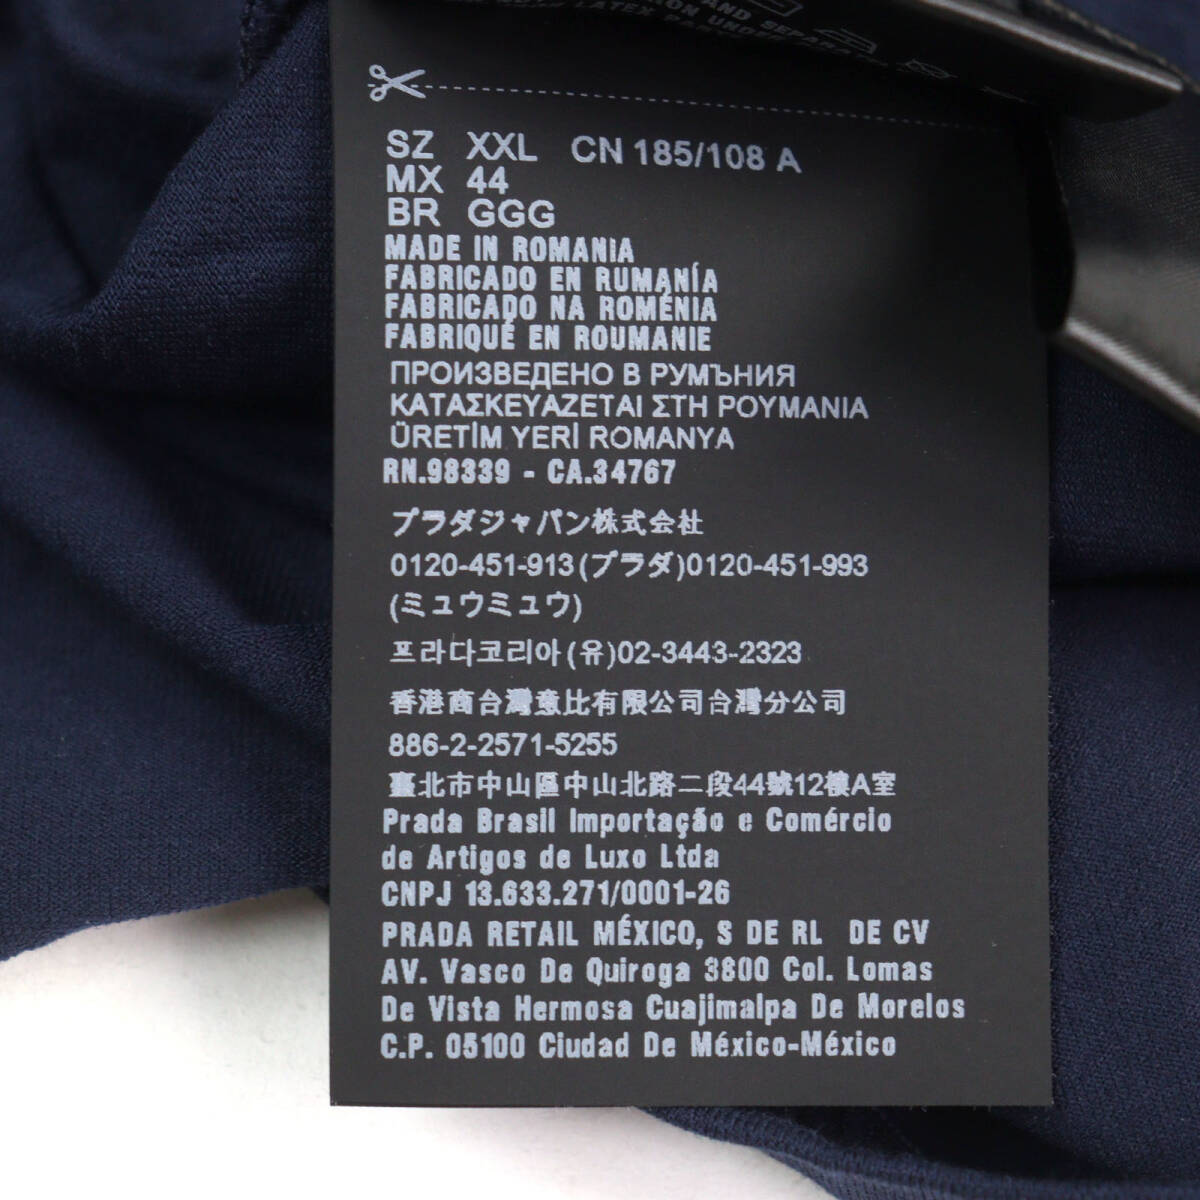 AND SEPARA
SZ XXL CN 185/108 A
MX 44
BR GGG
MADE IN ROMANIA
FABRICADO EN RUMANÍA
FABRICADO NA ROMÉNIA
FABRIQUÉ EN ROUMANIE
ПРОИЗВЕДЕНО В РУМЪНИЯ
ΚΑΤΑΣΚΕΥΑΖΕΤΑΙ ΣΤΗ ΡΟΥΜΑΝΙΑ
ÜRETİM YERİ ROMANYA
RN.98339 - CA.34767
プラダジャパン株式会社
0120-451-913(プラダ)0120-451-993
(ミュウミュウ)
프라다코리아(유)02-3443-2323
香港商台灣意比有限公司台灣分公司
886-2-2571-5255
臺北市中山區中山北路二段44號12樓A室
Prada Brasil Importação e Comércio
de Artigos de Luxo Ltda
CNPJ 13.633.271/0001-26
PRADA RETAIL MÉXICO, S DE RL DE CV
AV. Vasco De Quiroga 3800 Col. Lomas
De Vista Hermosa Cuajimalpa De Morelos
C.P. 05100 Ciudad De México-México